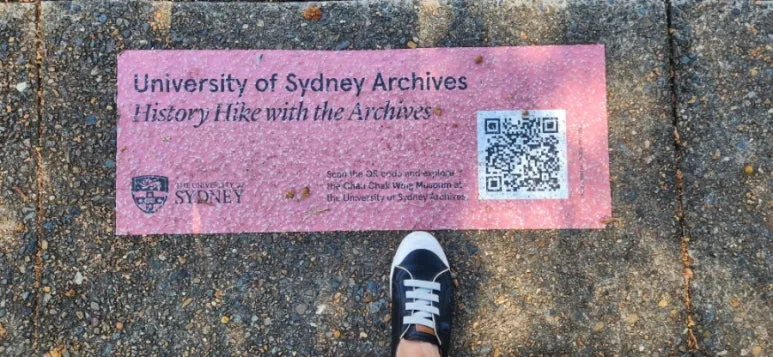 University of Sydney Archives
History Hike with the Archives
THE UNIVERSITY OF
SYDNEY
Scan the QR code and explore
the Chau Chak Wing Museum at
the University of Sydney Archives